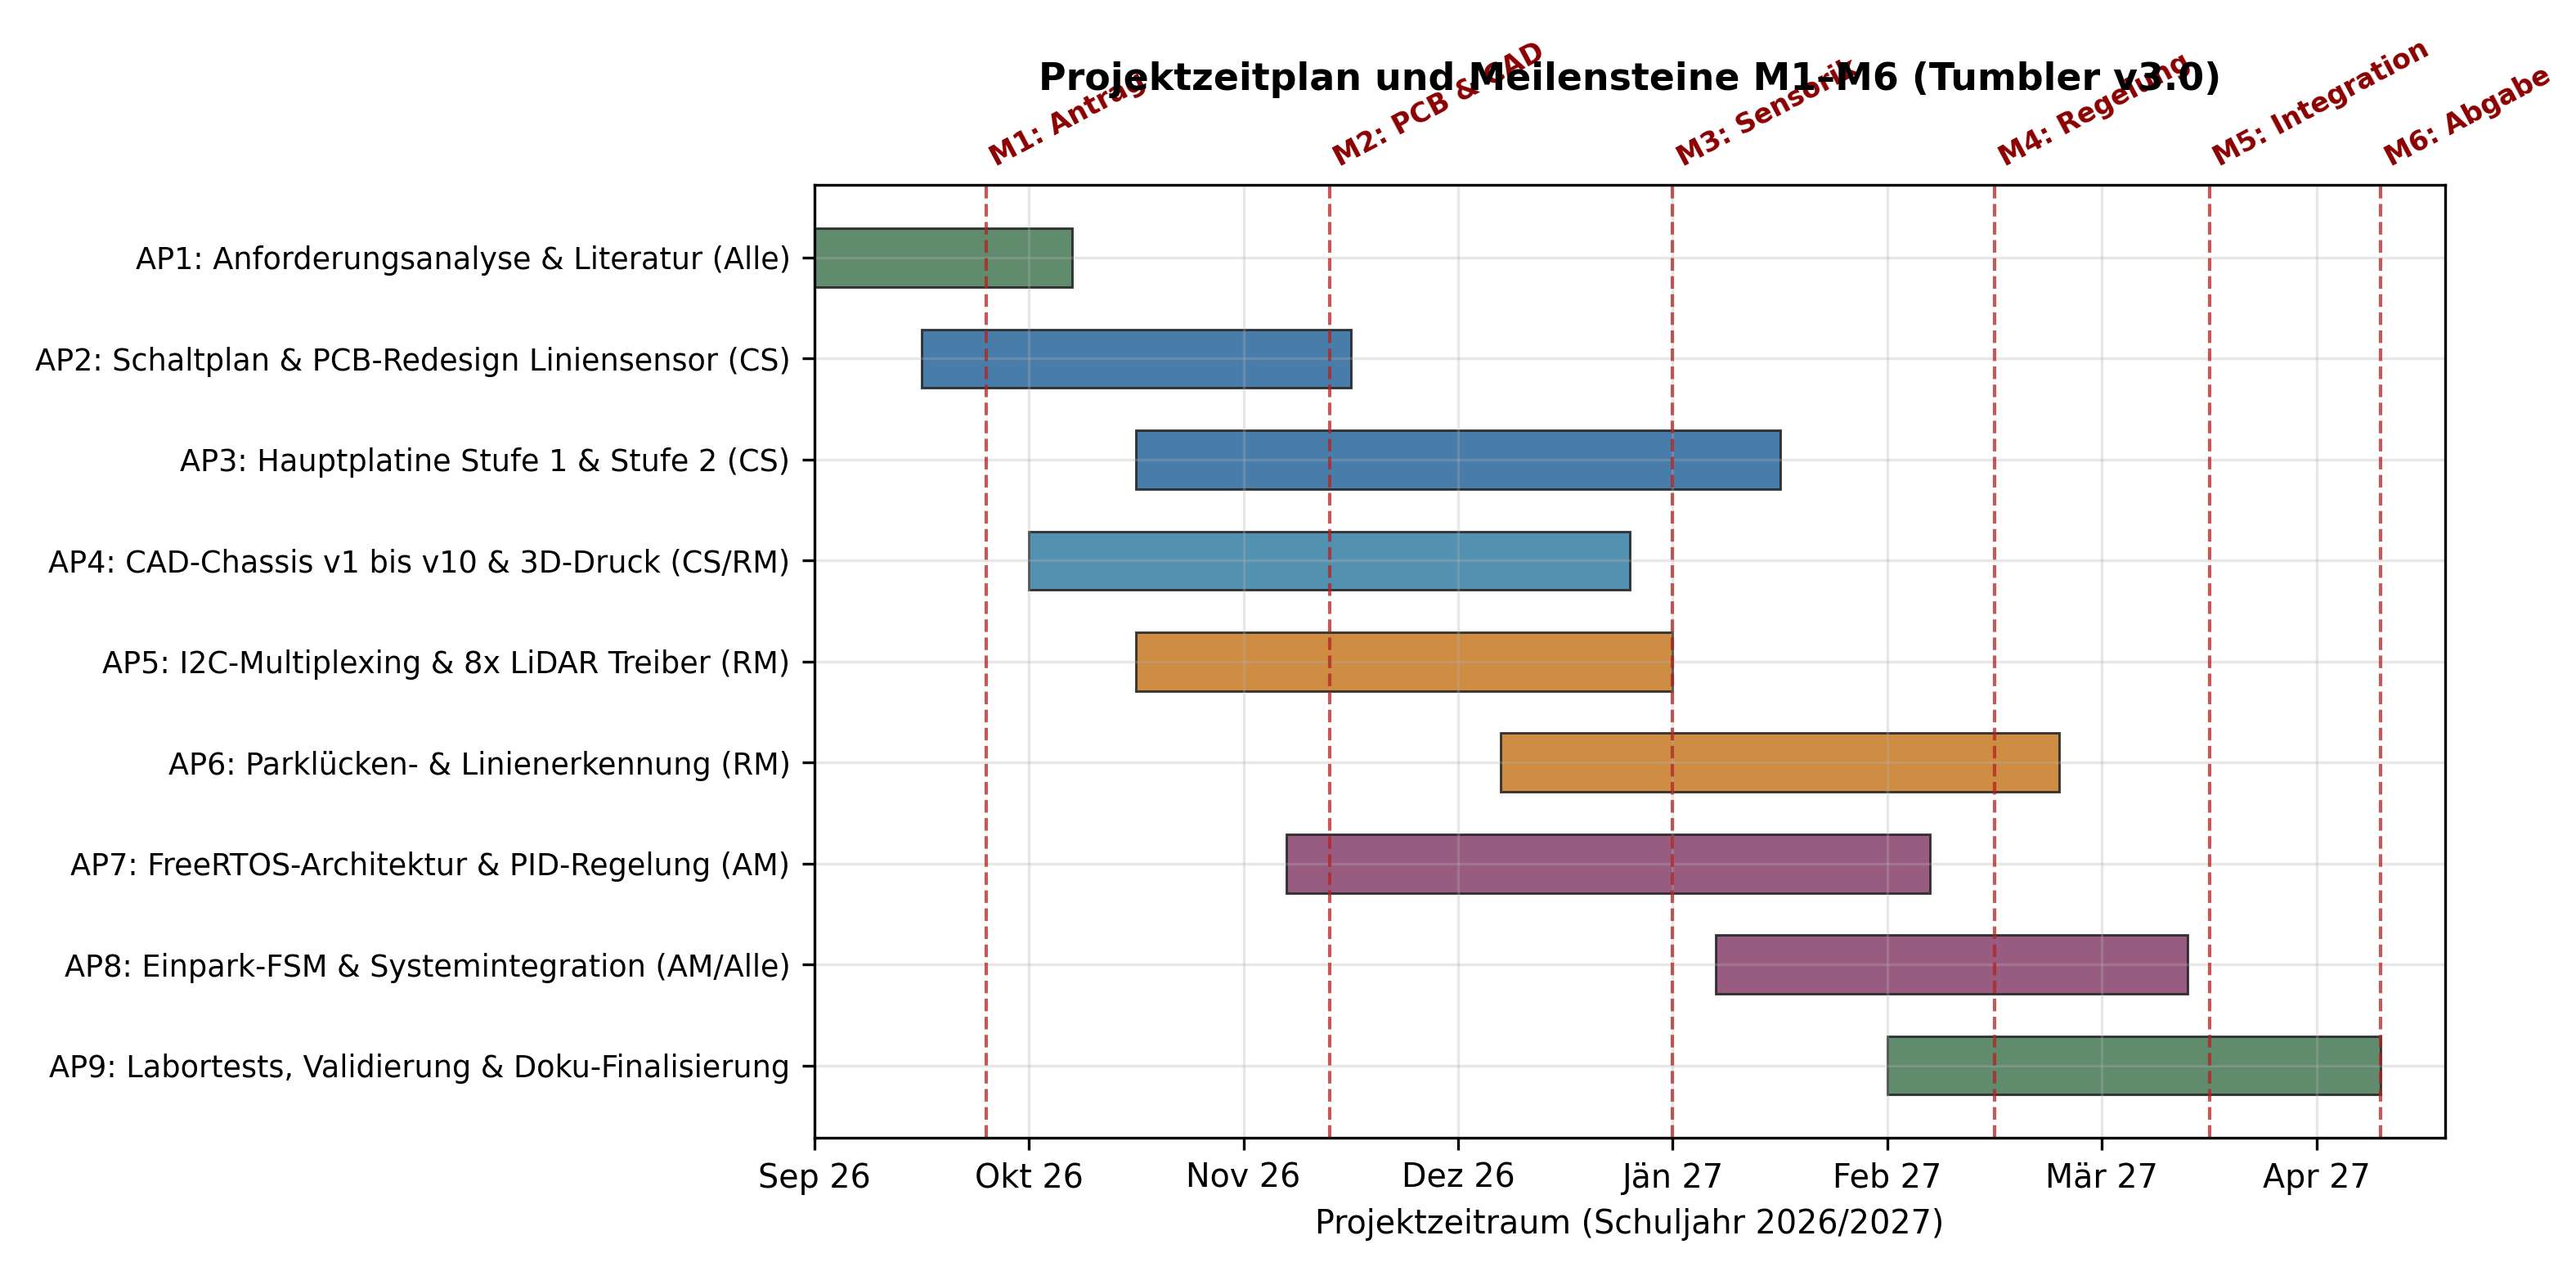 Projektzeitplan und Meilensteine M1–M6 (Tumbler v3.0)
M1: Antrag
M2: PCB & CAD
M3: Sensorik
M4: Regelung
M5: Integration
M6: Abgabe
AP1: Anforderungsanalyse & Literatur (Alle)
AP2: Schaltplan & PCB-Redesign Liniensensor (CS)
AP3: Hauptplatine Stufe 1 & Stufe 2 (CS)
AP4: CAD-Chassis v1 bis v10 & 3D-Druck (CS/RM)
AP5: I2C-Multiplexing & 8x LiDAR Treiber (RM)
AP6: Parklücken- & Linienerkennung (RM)
AP7: FreeRTOS-Architektur & PID-Regelung (AM)
AP8: Einpark-FSM & Systemintegration (AM/Alle)
AP9: Labortests, Validierung & Doku-Finalisierung
Sep 26 Okt 26 Nov 26 Dez 26 Jän 27 Feb 27 Mär 27 Apr 27
Projektzeitraum (Schuljahr 2026/2027)